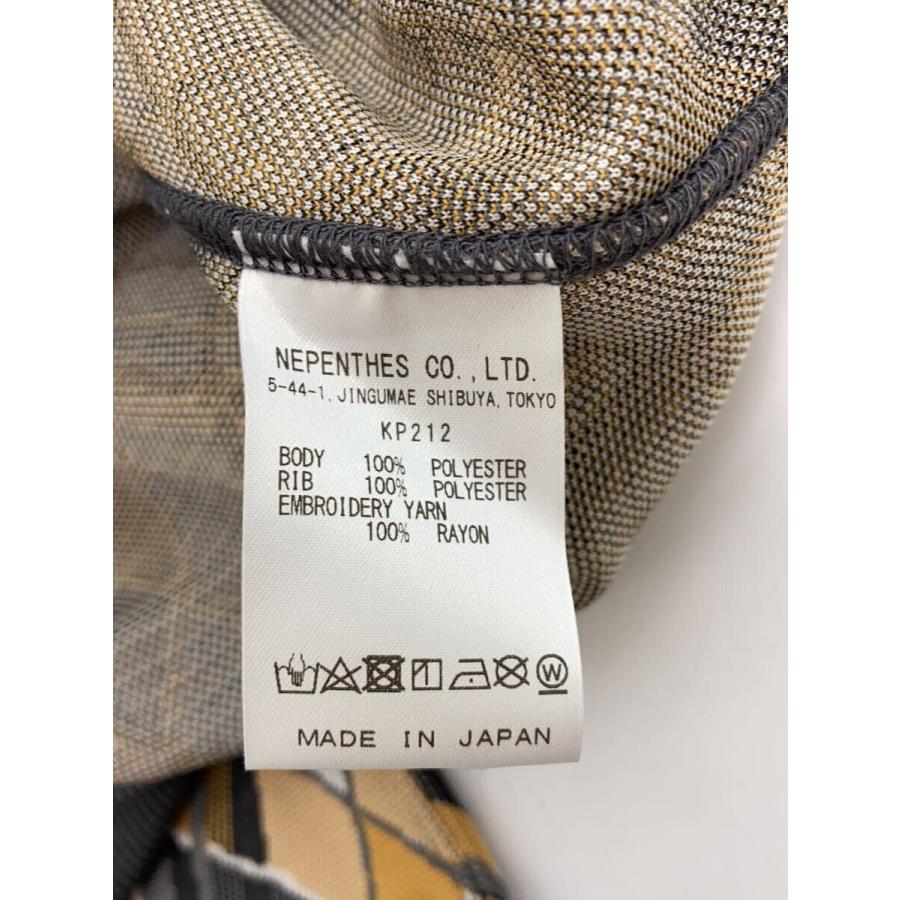 NEPENTHES CO.,LTD.
5-44-1, JINGUMAE SHIBUYA, TOKYO
KP212
BODY 100% POLYESTER
RIB 100% POLYESTER
EMBROIDERY YARN
100% RAYON
W
MADE IN JAPAN